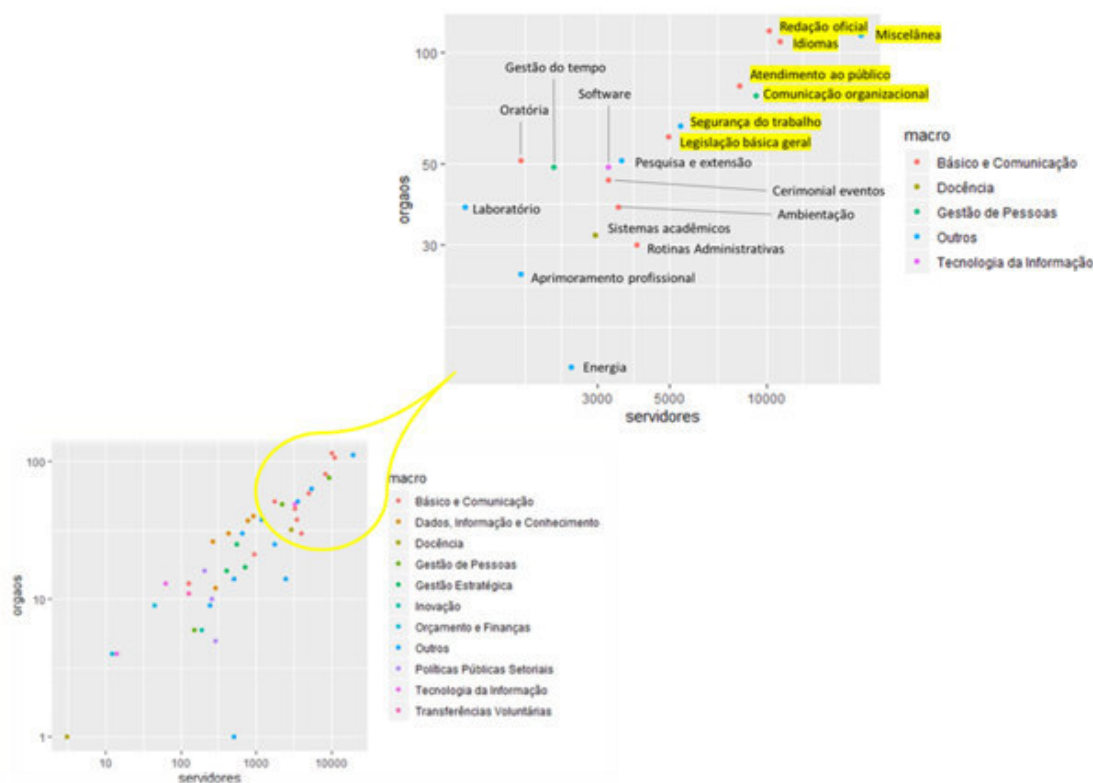 Redação oficial
Idiomas
Miscelânea
100
Gestão do tempo
Atendimento ao público
Software
Comunicação organizacional
Oratória
Segurança do trabalho
Legislação básica geral
macro
50
Pesquisa e extensão
Básico e Comunicação
Cerimonial eventos
Docência
orgaos
Laboratório
Ambientação
Gestão de Pessoas
Sistemas acadêmicos
30
Rotinas Administrativas
Outros
Aprimoramento profissional
Tecnologia da Informação
Energia
3000 5000 10000
servidores
100
macro
Básico e Comunicação
Dados, Informação e Conhecimento
Docência
Gestão de Pessoas
orgaos
Gestão Estratégica
10
Inovação
Orçamento e Finanças
Outros
Políticas Públicas Setoriais
Tecnologia da Informação
Transferências Voluntárias
1
10 100 1000 10000
servidores